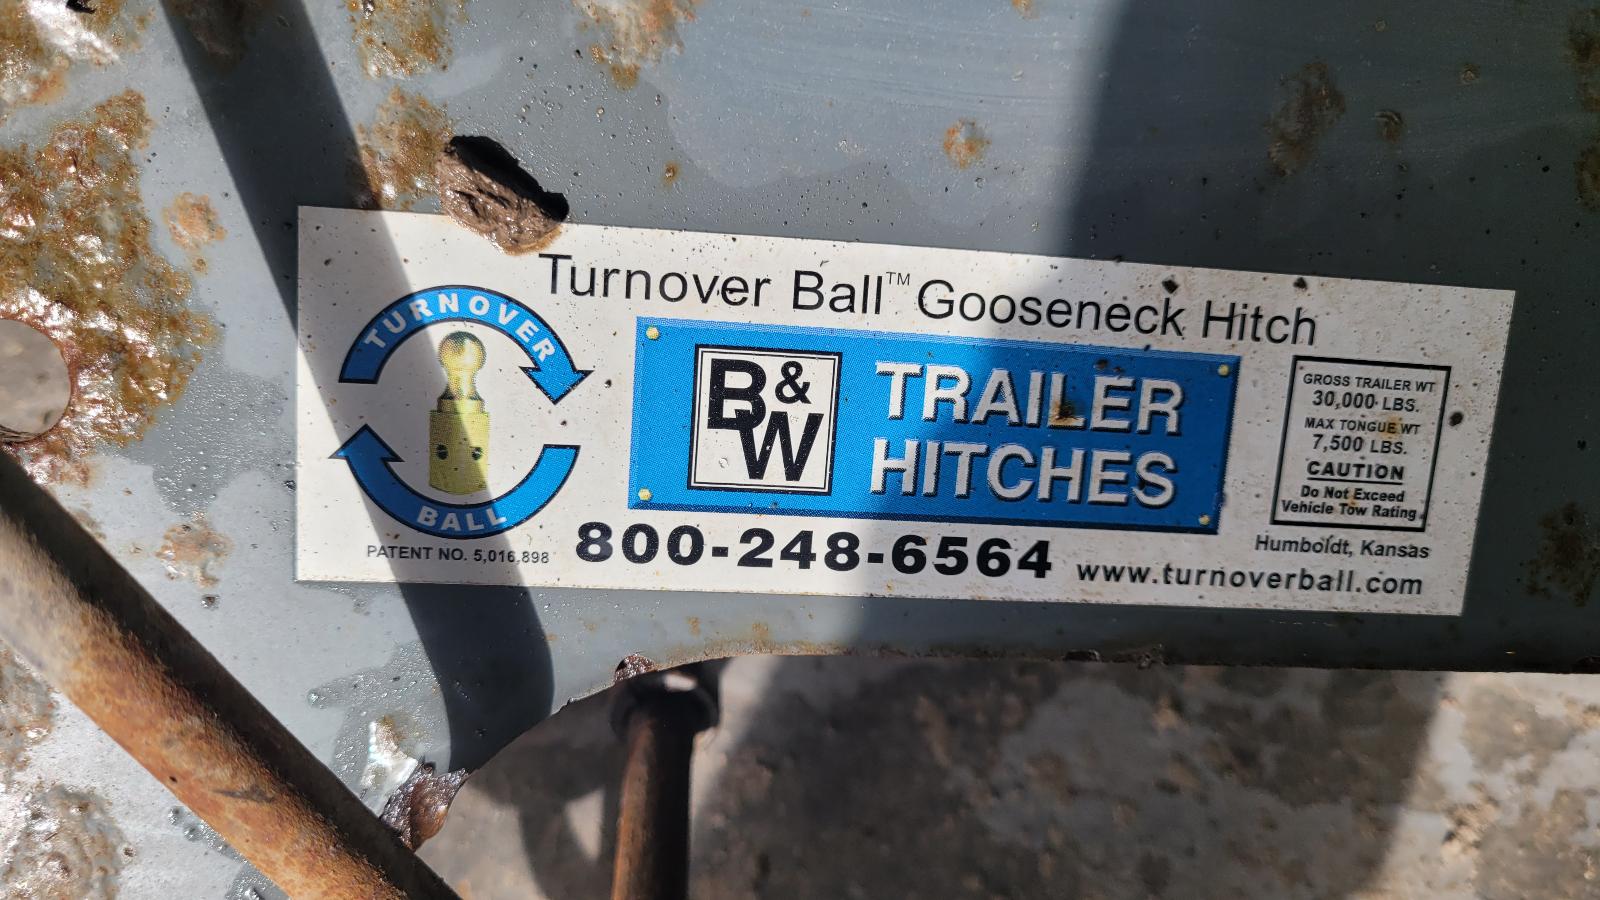 Turnover Ball™ Gooseneck Hitch
TURNOVER
BALL
PATENT NO. 5,016,898
B&W
TRAILER
HITCHES
800-248-6564
GROSS TRAILER WT
30,000 LBS.
MAX TONGUE WT
7,500 LBS.
CAUTION
Do Not Exceed
Vehicle Tow Rating
Humboldt, Kansas
www.turnoverball.com